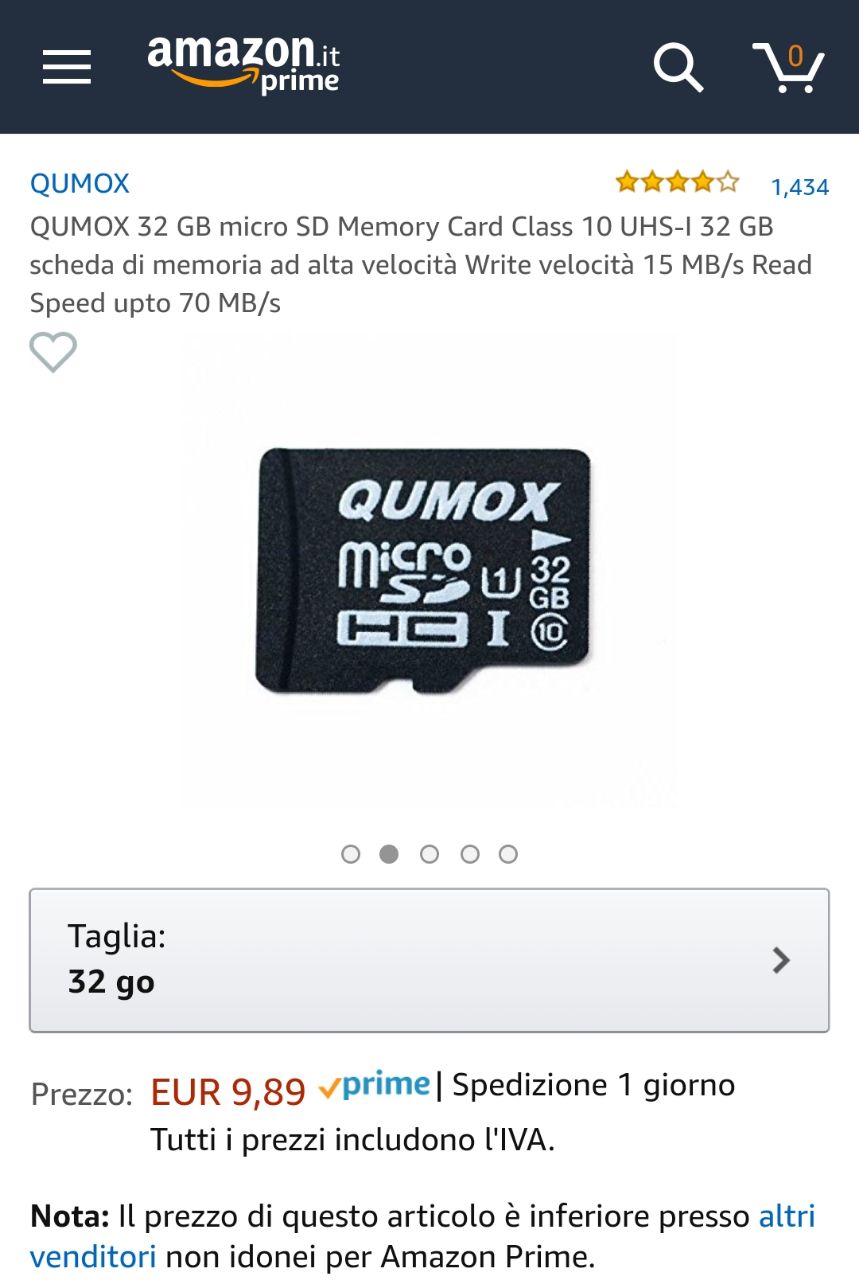 amazon.it
prime
0
QUMOX
1,434
QUMOX 32 GB micro SD Memory Card Class 10 UHS-I 32 GB
scheda di memoria ad alta velocità Write velocità 15 MB/s Read
Speed upto 70 MB/s
QUMOX
micro
SD
1
32
GB
HC I 10
Taglia:
32 go
Prezzo: EUR 9,89 prime | Spedizione 1 giorno
Tutti i prezzi includono l'IVA.
Nota: Il prezzo di questo articolo è inferiore presso altri
venditori non idonei per Amazon Prime.